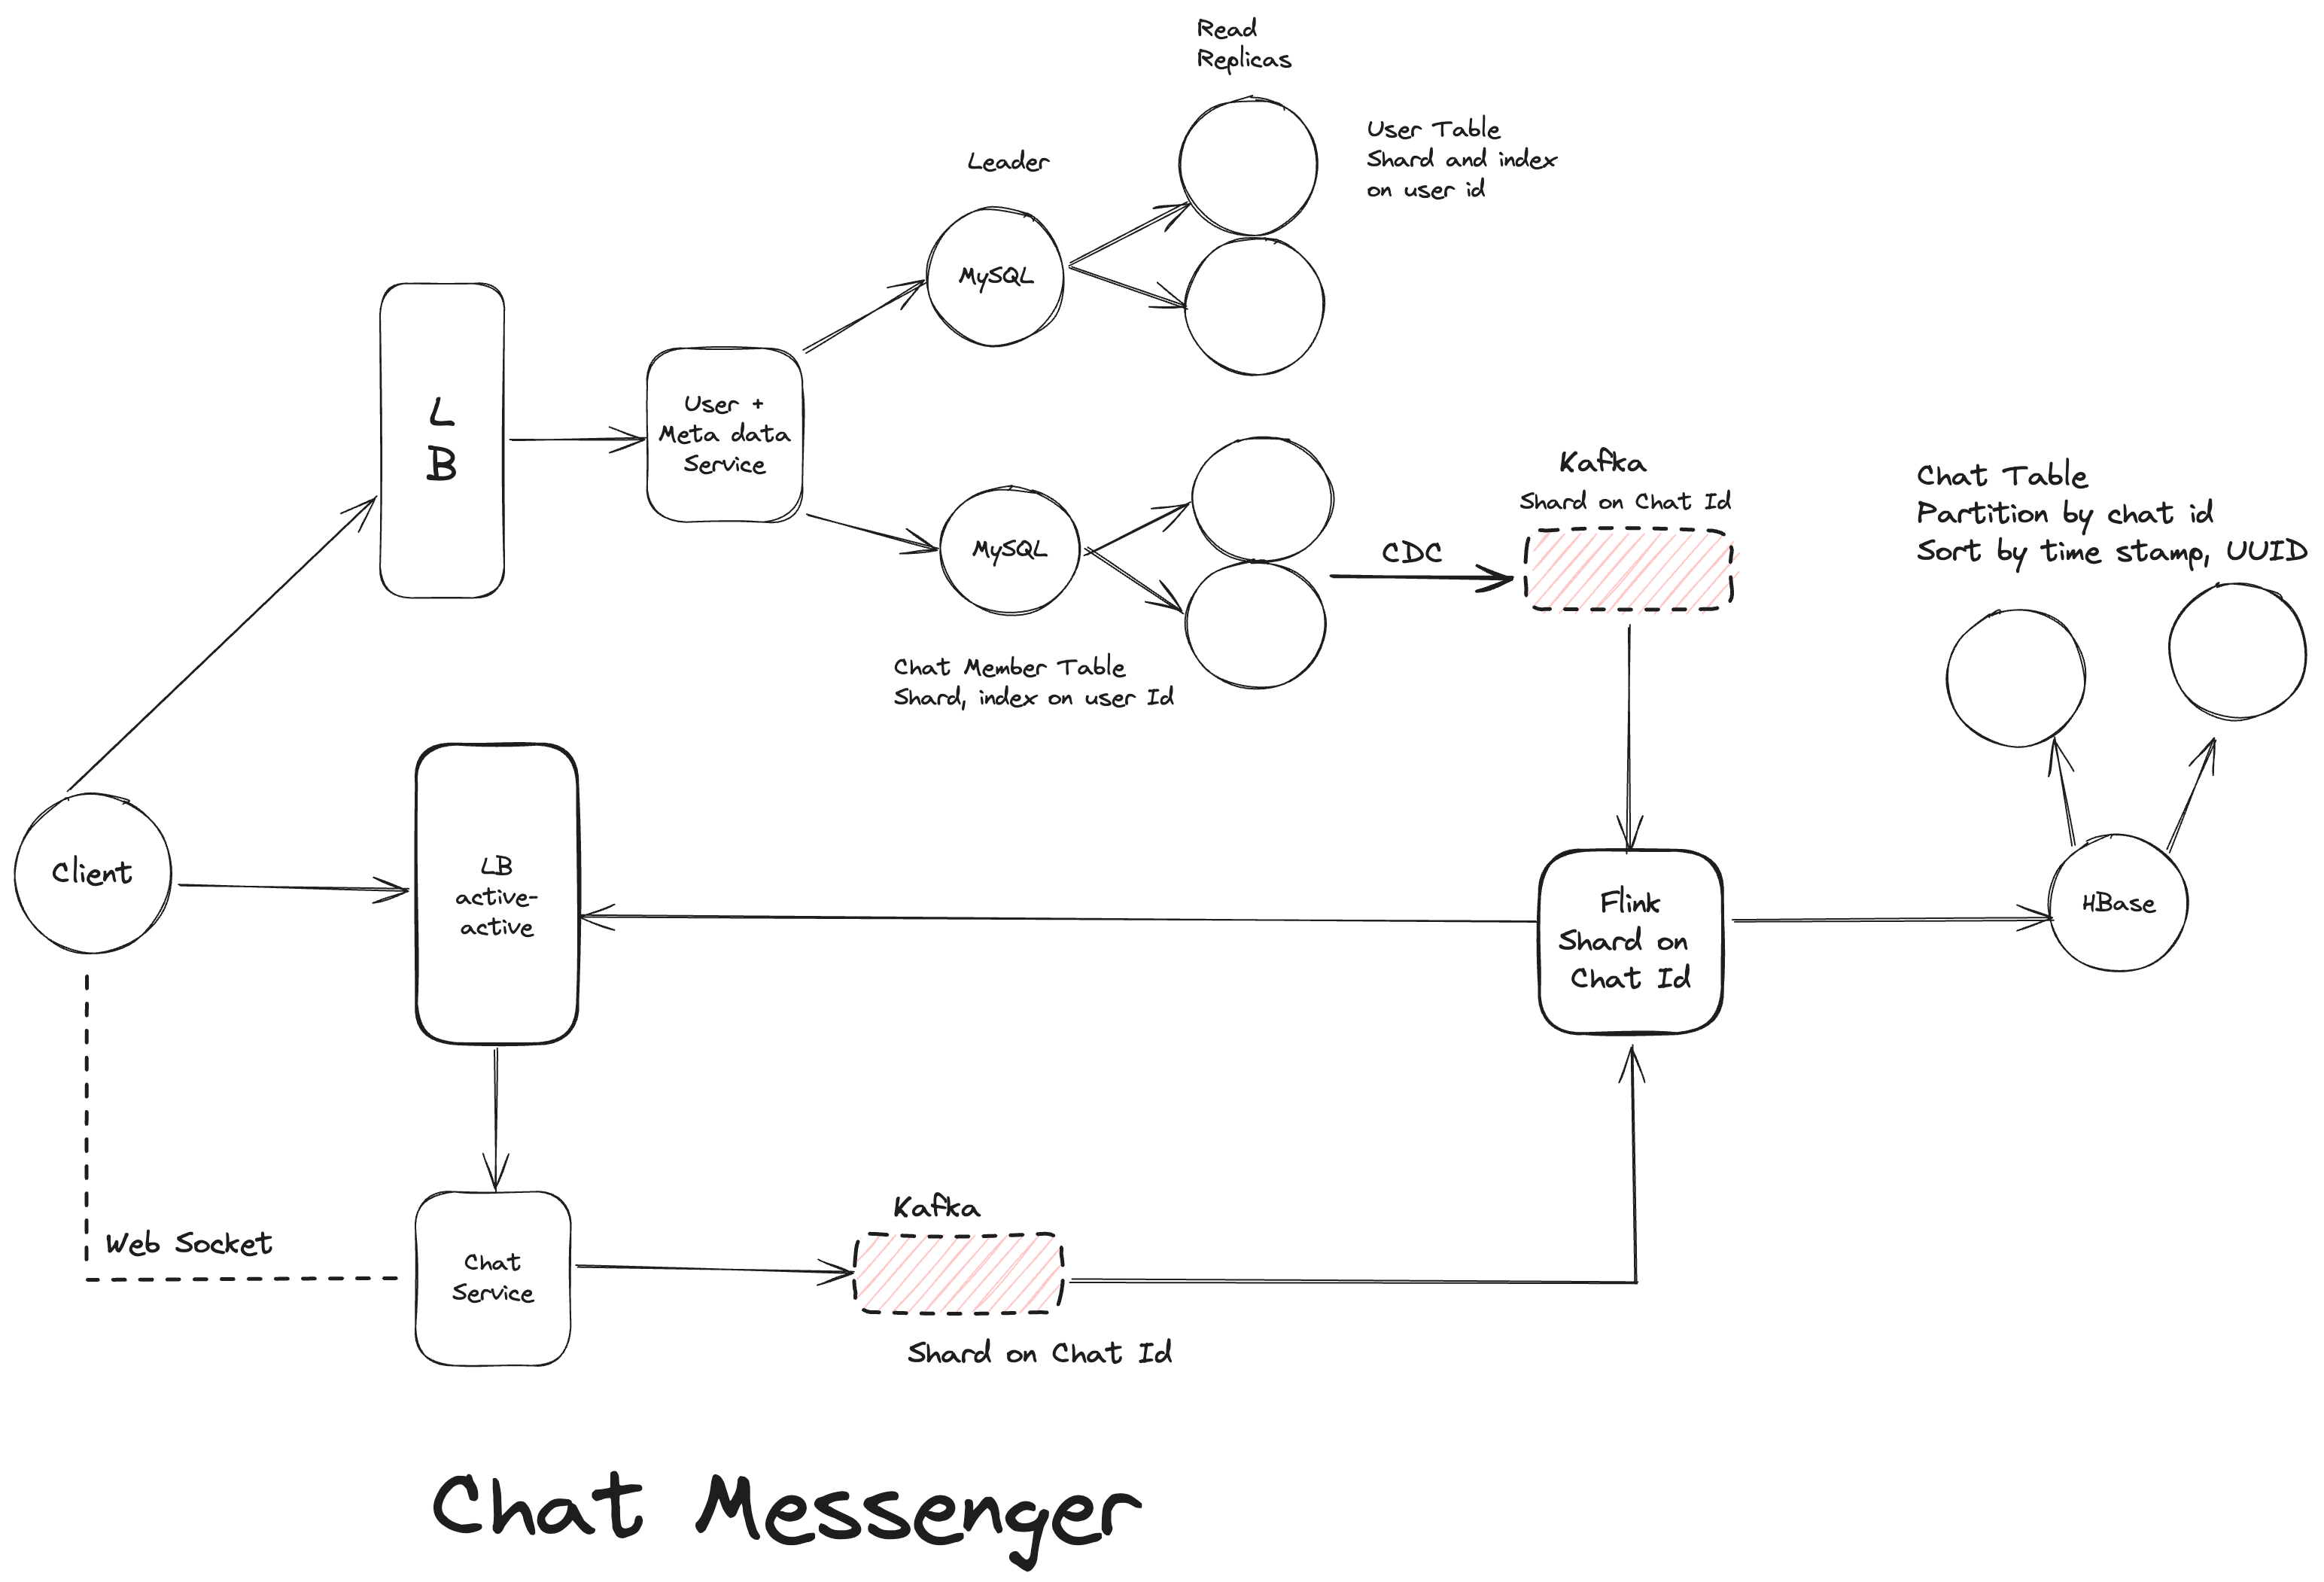 Read
Replicas
User Table
Shard and index
on user id
Leader
MySQL
L
B
User +
Meta data
Service
MySQL
Chat Member Table
Shard, index on user Id
CDC
Kafka
Shard on Chat Id
Chat Table
Partition by chat id
Sort by time stamp, UUID
Client
LB
active-
active
Flink
Shard on
Chat Id
HBase
Web Socket
Chat
Service
Kafka
Shard on Chat Id
Chat Messenger